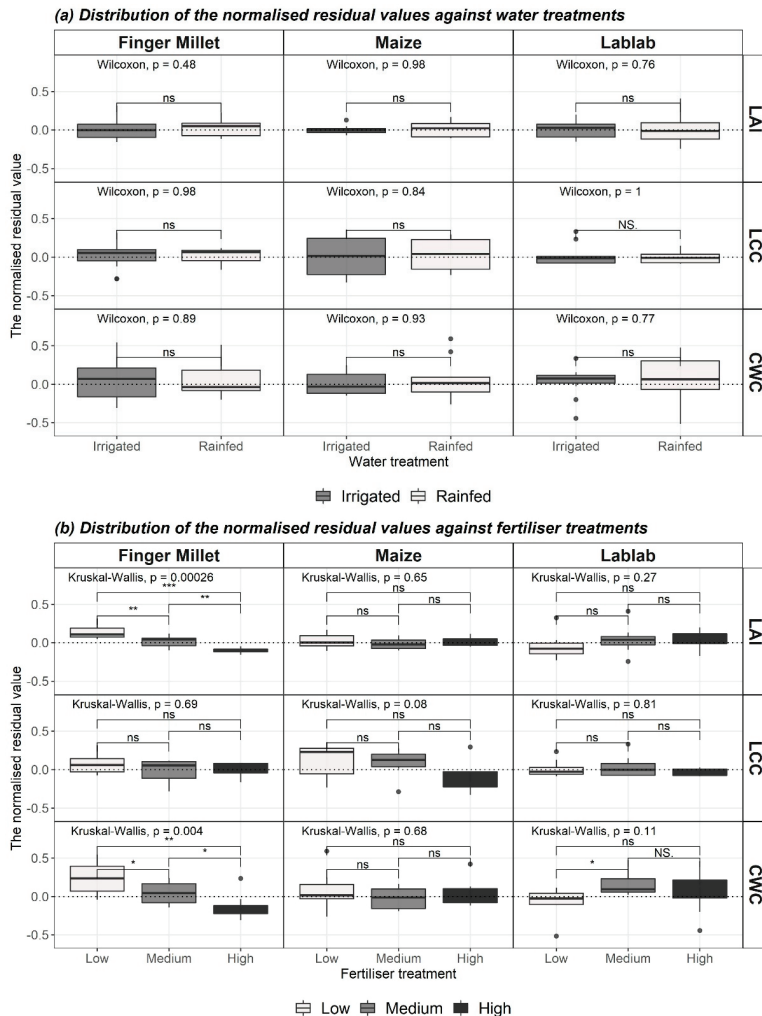 (a) Distribution of the normalised residual values against water treatments
Finger Millet Maize Lablab
Wilcoxon, p = 0.48 Wilcoxon, p = 0.98 Wilcoxon, p = 0.76
ns ns ns
0.5
0.0
-0.5
LAI
Wilcoxon, p = 0.98 Wilcoxon, p = 0.84 Wilcoxon, p = 1
ns ns NS.
0.5
0.0
-0.5
LCC
Wilcoxon, p = 0.89 Wilcoxon, p = 0.93 Wilcoxon, p = 0.77
ns ns ns
0.5
0.0
-0.5
CWC
The normalised residual value
Irrigated Rainfed Irrigated Rainfed Irrigated Rainfed
Water treatment
Irrigated Rainfed
(b) Distribution of the normalised residual values against fertiliser treatments
Finger Millet Maize Lablab
Kruskal-Wallis, p = 0.00026 Kruskal-Wallis, p = 0.65 Kruskal-Wallis, p = 0.27
*** ns ns
** ** ns ns ns ns
0.5
0.0
-0.5
LAI
Kruskal-Wallis, p = 0.69 Kruskal-Wallis, p = 0.08 Kruskal-Wallis, p = 0.81
ns ns ns
ns ns ns ns ns ns
0.5
0.0
-0.5
LCC
Kruskal-Wallis, p = 0.004 Kruskal-Wallis, p = 0.68 Kruskal-Wallis, p = 0.11
** ns ns
* * ns ns * NS.
0.5
0.0
-0.5
CWC
The normalised residual value
Low Medium High Low Medium High Low Medium High
Fertiliser treatment
Low Medium High